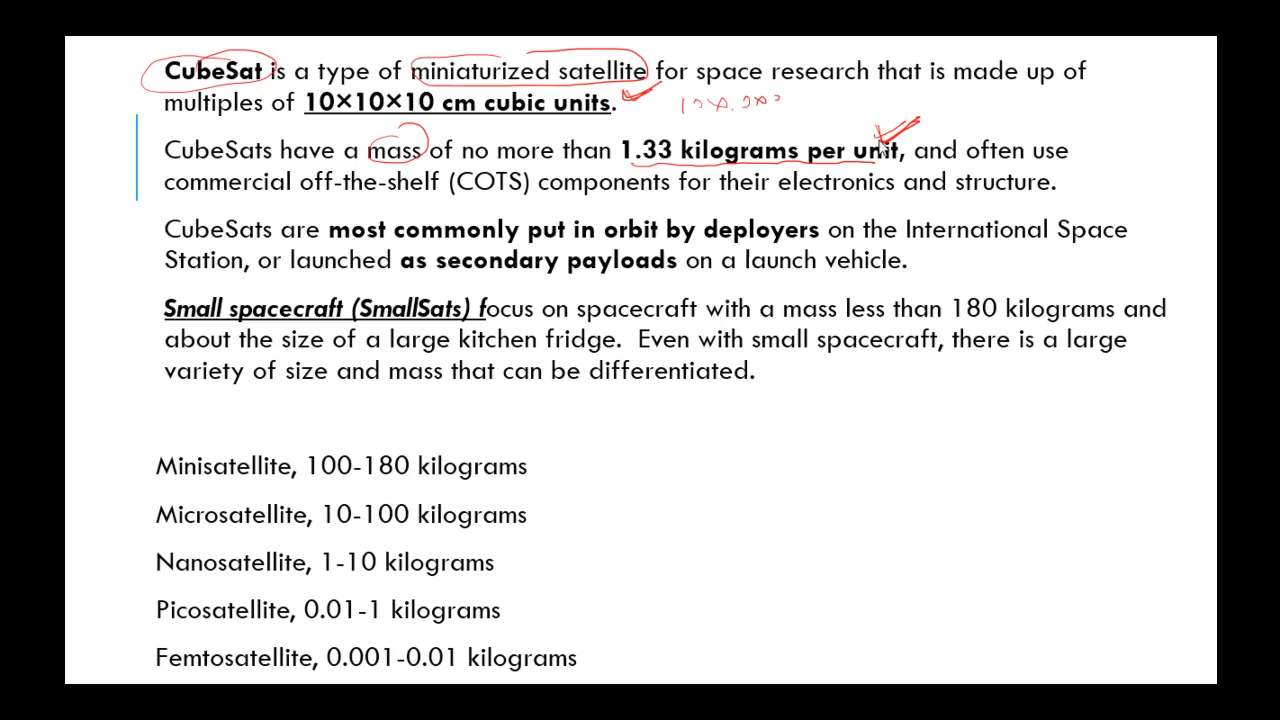 CubeSat is a type of miniaturized satellite for space research that is made up of
multiples of 10×10×10 cm cubic units.
CubeSats have a mass of no more than 1.33 kilograms per unit, and often use
commercial off-the-shelf (COTS) components for their electronics and structure.
CubeSats are most commonly put in orbit by deployers on the International Space
Station, or launched as secondary payloads on a launch vehicle.
Small spacecraft (SmallSats) focus on spacecraft with a mass less than 180 kilograms and
about the size of a large kitchen fridge. Even with small spacecraft, there is a large
variety of size and mass that can be differentiated.
Minisatellite, 100-180 kilograms
Microsatellite, 10-100 kilograms
Nanosatellite, 1-10 kilograms
Picosatellite, 0.01-1 kilograms
Femtosatellite, 0.001-0.01 kilograms